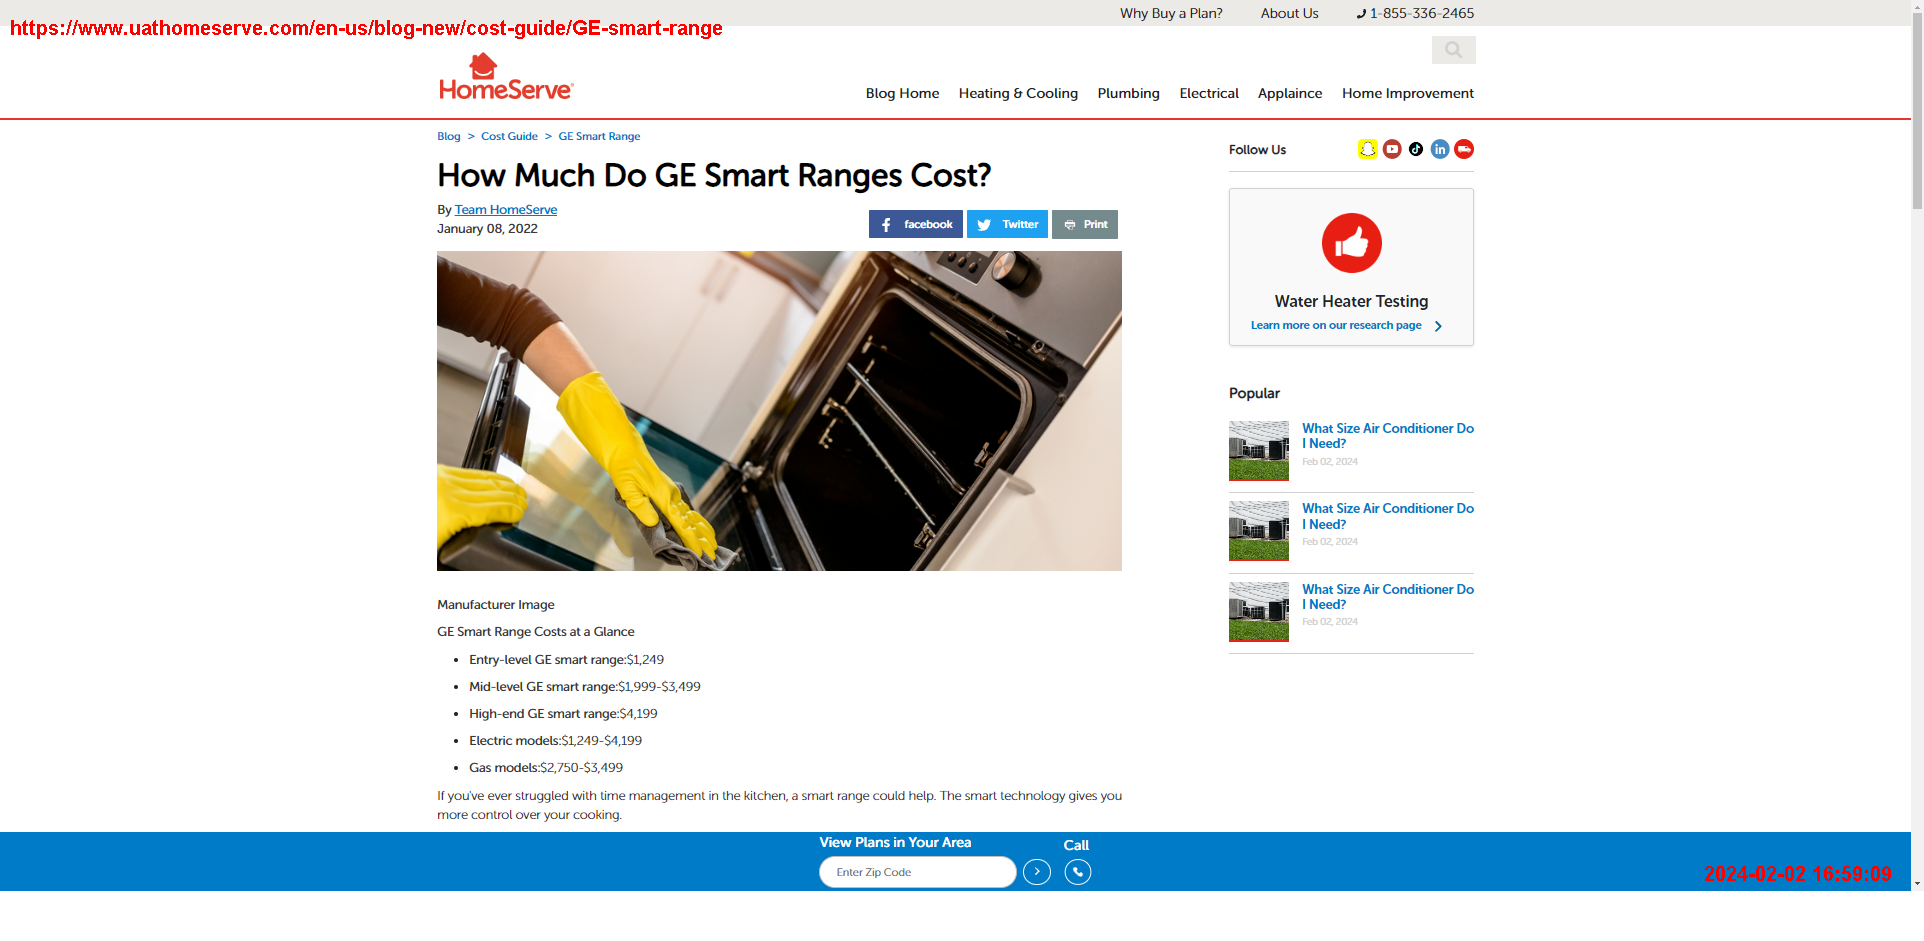 Why Buy a Plan? About Us 1-855-336-2465
https://www.uathomeserve.com/en-us/blog-new/cost-guide/GE-smart-range
HomeServe
Blog Home Heating & Cooling Plumbing Electrical Applaince Home Improvement
Blog > Cost Guide > GE Smart Range
How Much Do GE Smart Ranges Cost?
By Team HomeServe
January 08, 2022
facebook Twitter Print
Manufacturer Image
GE Smart Range Costs at a Glance
• Entry-level GE smart range:$1,249
• Mid-level GE smart range:$1,999-$3,499
• High-end GE smart range:$4,199
• Electric models:$1,249-$4,199
• Gas models:$2,750-$3,499
If you've ever struggled with time management in the kitchen, a smart range could help. The smart technology gives you
more control over your cooking.
Follow Us
Water Heater Testing
Learn more on our research page
Popular
What Size Air Conditioner Do
I Need?
Feb 02, 2024
What Size Air Conditioner Do
I Need?
Feb 02, 2024
What Size Air Conditioner Do
I Need?
Feb 02, 2024
View Plans in Your Area
Enter Zip Code
Call
2024-02-02 16:59:09